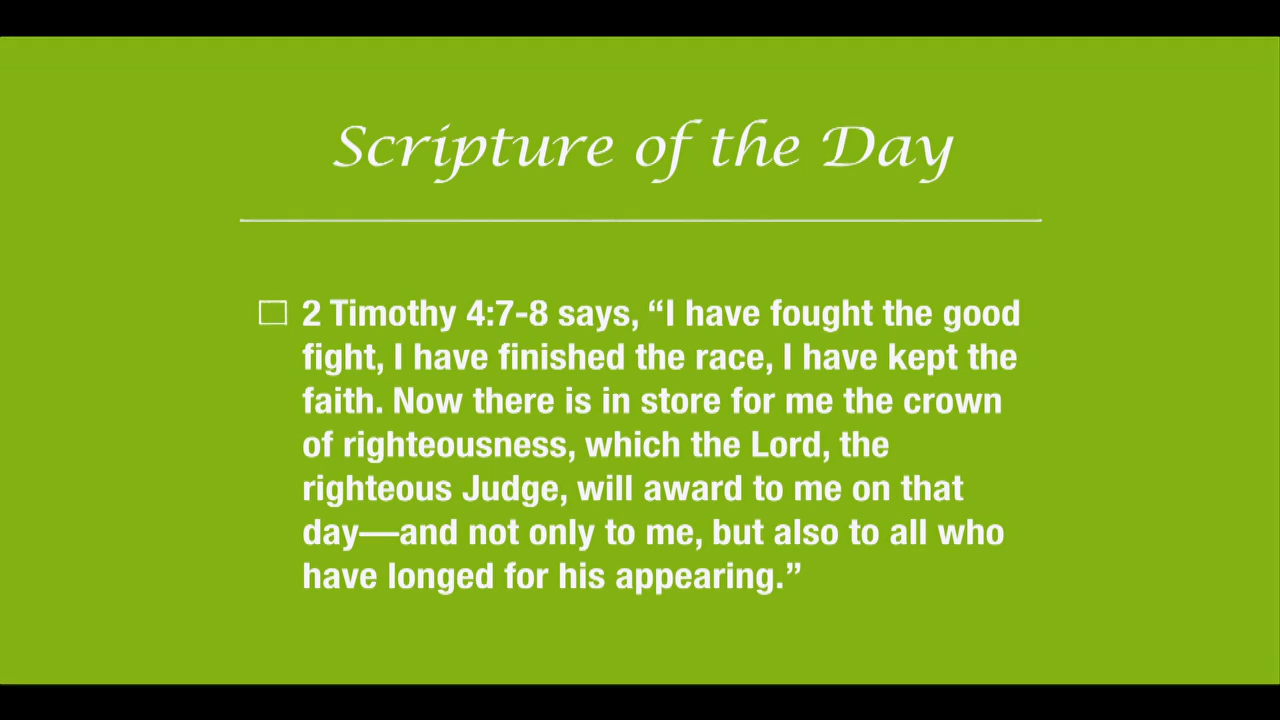 Scripture of the Day
2 Timothy 4:7-8 says, “I have fought the good
fight, I have finished the race, I have kept the
faith. Now there is in store for me the crown
of righteousness, which the Lord, the
righteous Judge, will award to me on that
day—and not only to me, but also to all who
have longed for his appearing.”